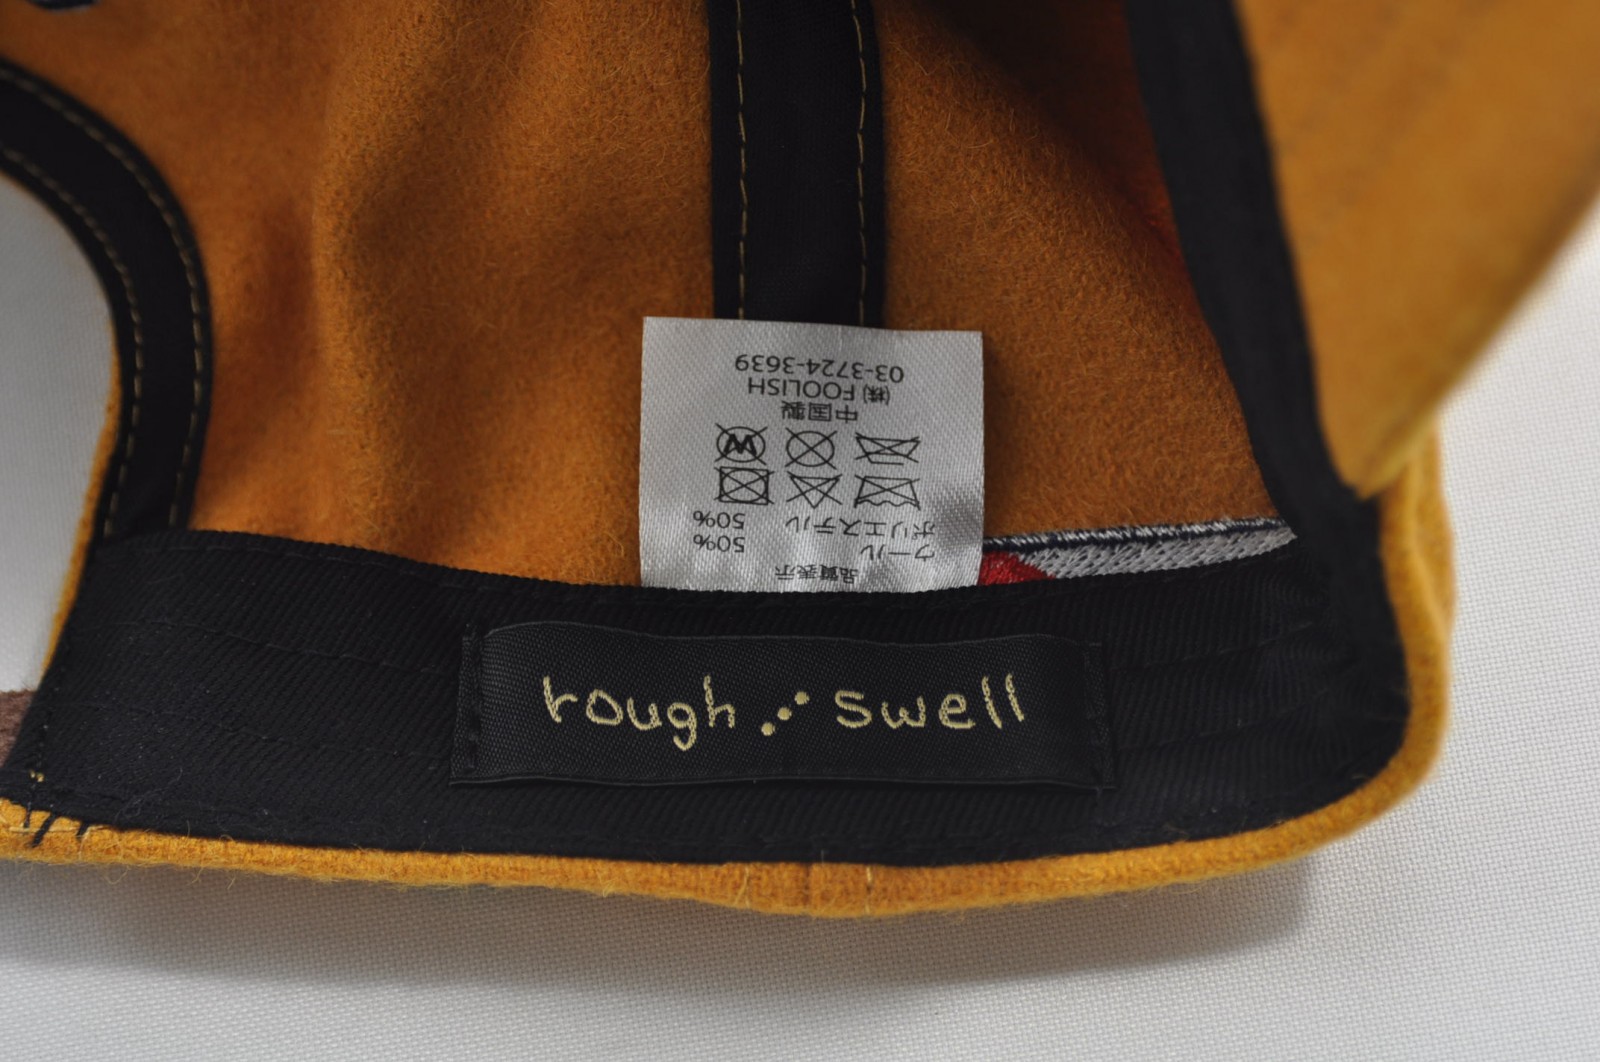 品質表示
ウール 50%
ポリエステル 50%
中国製
㈱ FOOLISH
03-3724-3639
rough swell